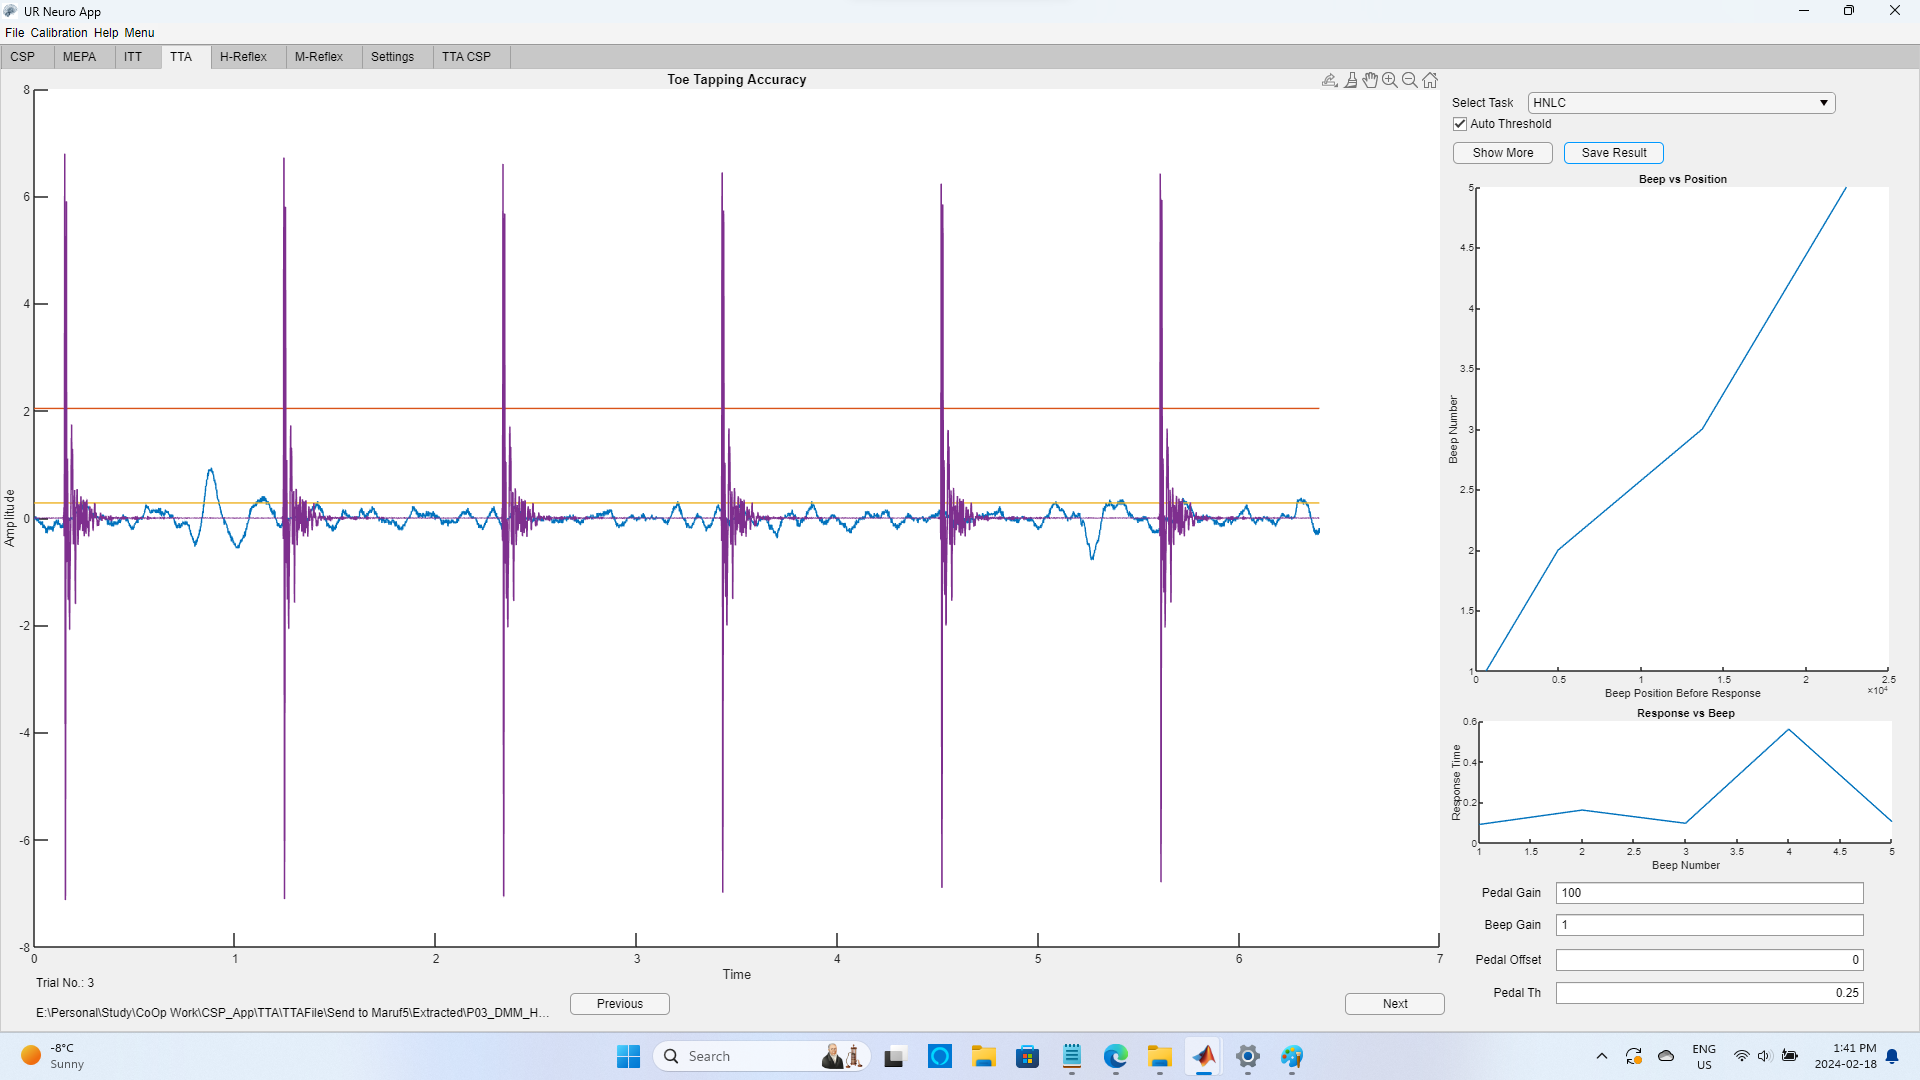 UR Neuro App
File Calibration Help Menu
CSP MEPA ITT TTA H-Reflex M-Reflex Settings TTA CSP
Toe Tapping Accuracy
8
6
4
2
0
-2
-4
-6
-8
Amplitude
0 1 2 3 4 5 6 7
Time
Trial No.: 3
E:\Personal\Study\CoOp Work\CSP_App\TTA\TTAFile\Send to Maruf5\Extracted\P03_DMM_H...
Previous
Next
Select Task HNLC
Auto Threshold
Show More Save Result
Beep vs Position
5
4.5
4
3.5
3
2.5
2
1.5
1
Beep Number
0 0.5 1 1.5 2 2.5
×10⁴
Beep Position Before Response
Response vs Beep
0.6
0.4
0.2
0
Response Time
1 1.5 2 2.5 3 3.5 4 4.5 5
Beep Number
Pedal Gain 100
Beep Gain 1
Pedal Offset 0
Pedal Th 0.25
-8°C
Sunny
Search
ENG
US
1:41 PM
2024-02-18